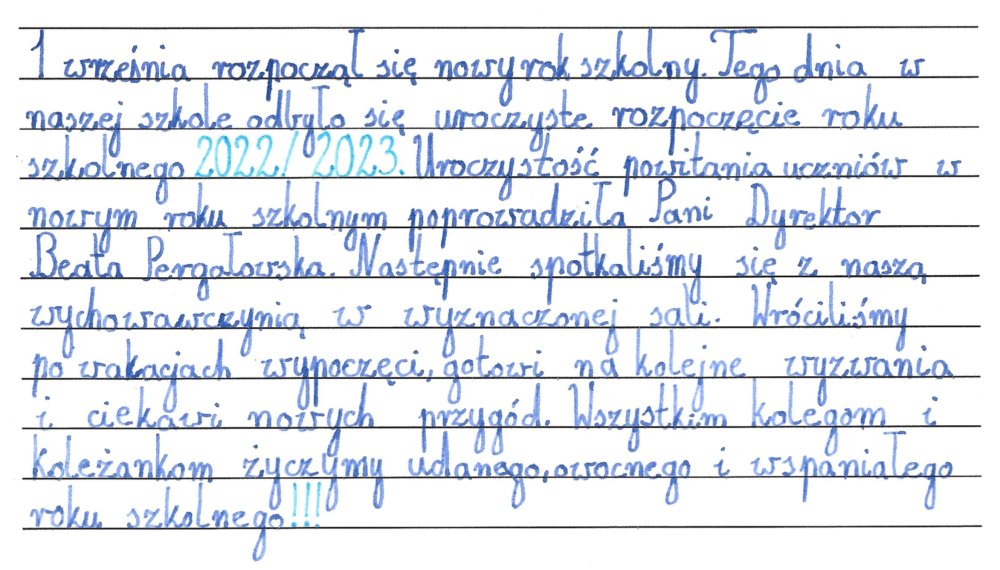 1 września rozpoczął się nowy rok szkolny. Tego dnia w
naszej szkole odbyło się uroczyste rozpoczęcie roku
szkolnego 2022/2023. Uroczystość powitania uczniów w
nowym roku szkolnym poprowadziła Pani Dyrektor
Beata Pergołowska. Następnie spotkaliśmy się z naszą
wychowawczynią w wyznaczonej sali. Wróciliśmy
po wakacjach wypoczęci, gotowi na kolejne wyzwania
i ciekawi nowych przygód. Wszystkim kolegom i
koleżankom życzymy udanego, owocnego i wspaniałego
roku szkolnego!!!